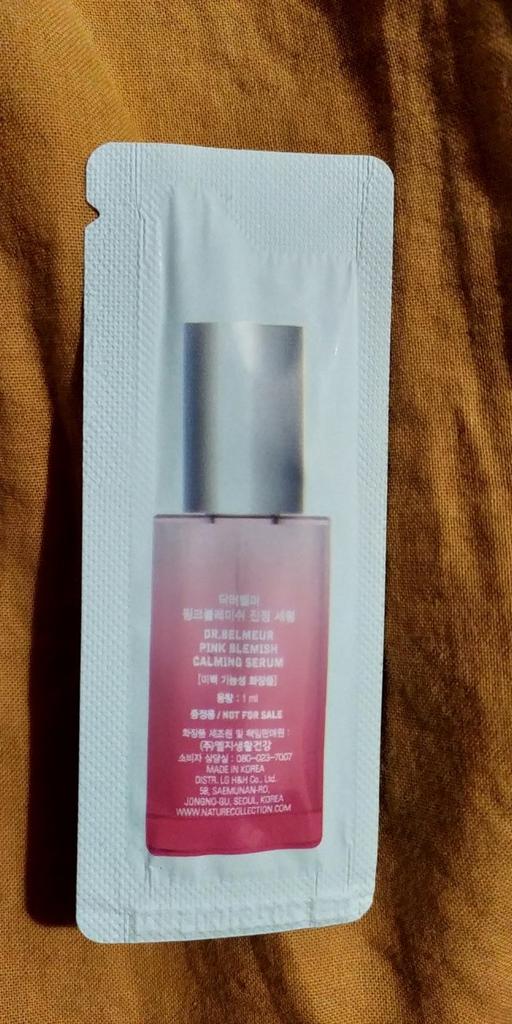 닥터벨머
핑크블레미쉬 진정 세럼
DR.BELMEUR
PINK BLEMISH
CALMING SERUM
[미백 기능성 화장품]
용량 : 1 ml
증정용 / NOT FOR SALE
화장품 제조원 및 책임판매원 :
(주)엘지생활건강
소비자 상담실 : 080-023-7007
MADE IN KOREA
DISTR. LG H&H Co., Ltd.
58, SAEMUNAN-RO,
JONGNO-GU, SEOUL, KOREA
WWW.NATURECOLLECTION.COM